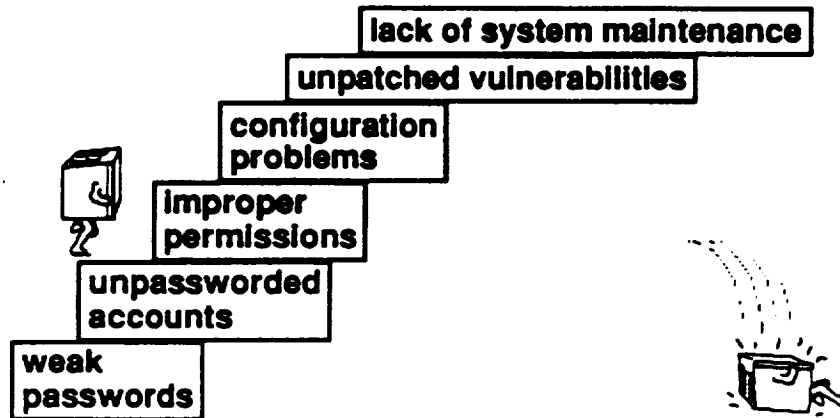 lack of system maintenance
unpatched vulnerabilities
configuration
problems
improper
permissions
unpassworded
accounts
weak
passwords